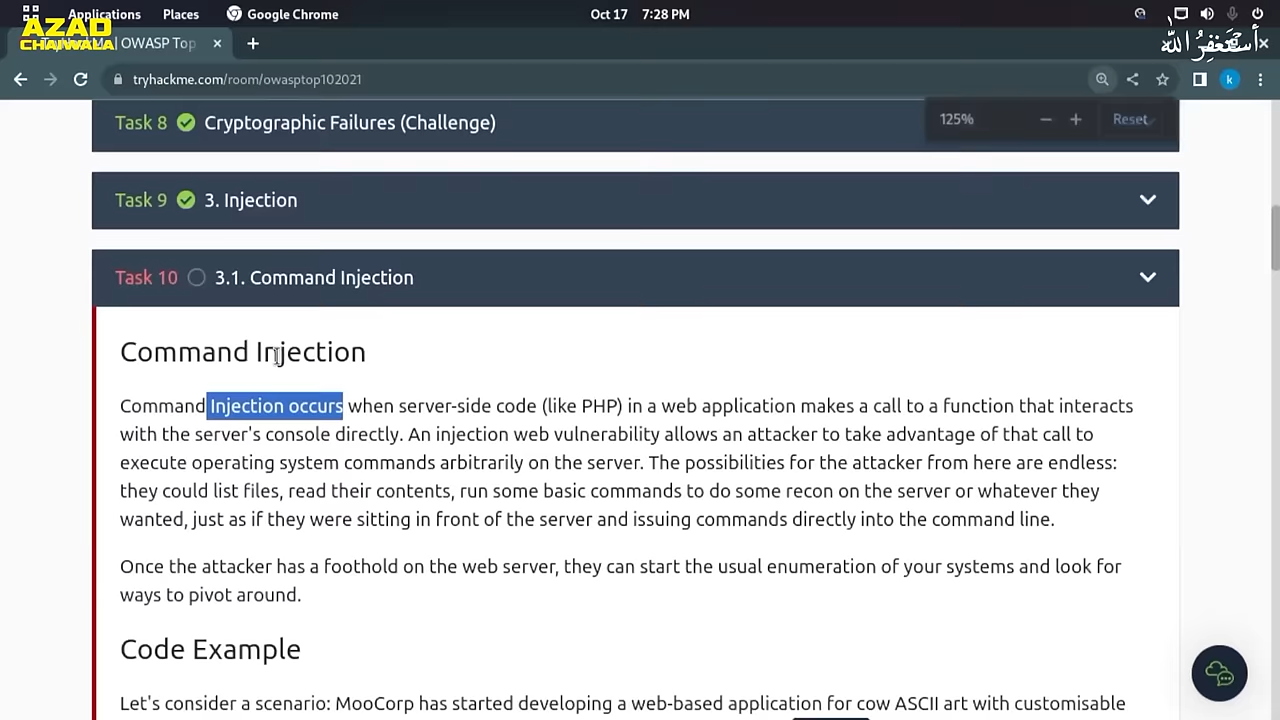 Applications Places Google Chrome Oct 17 7:28 PM
AZAD
CHAIWALA
OWASP Top
أستغفر الله
tryhackme.com/room/owasptop102021
k
125% Reset
Task 8 Cryptographic Failures (Challenge)
Task 9 3. Injection
Task 10 3.1. Command Injection
Command Injection
Command Injection occurs when server-side code (like PHP) in a web application makes a call to a function that interacts
with the server's console directly. An injection web vulnerability allows an attacker to take advantage of that call to
execute operating system commands arbitrarily on the server. The possibilities for the attacker from here are endless:
they could list files, read their contents, run some basic commands to do some recon on the server or whatever they
wanted, just as if they were sitting in front of the server and issuing commands directly into the command line.
Once the attacker has a foothold on the web server, they can start the usual enumeration of your systems and look for
ways to pivot around.
Code Example
Let's consider a scenario: MooCorp has started developing a web-based application for cow ASCII art with customisable